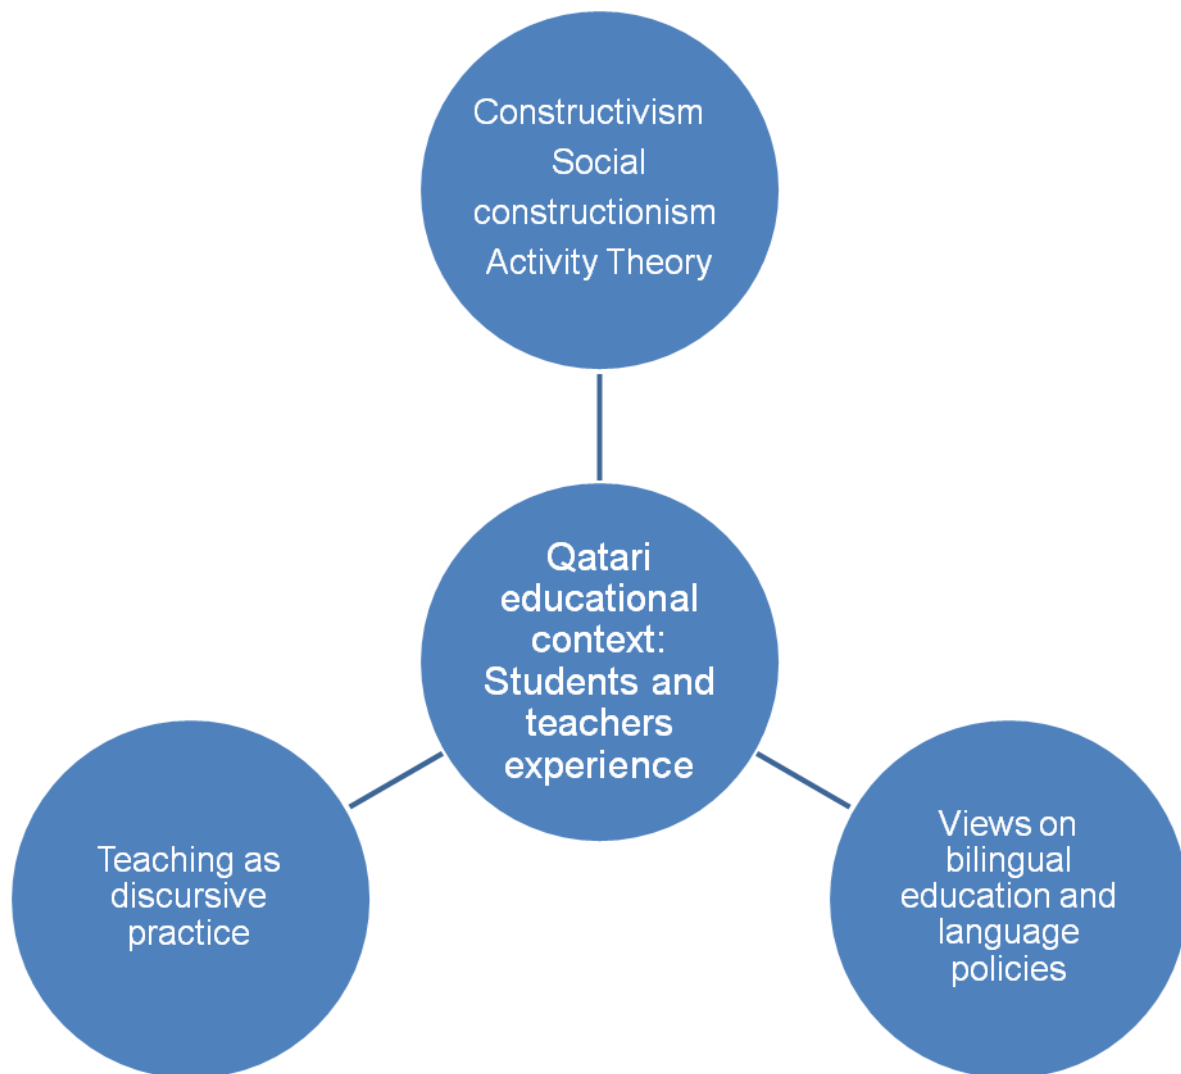 Constructivism
Social
constructionism
Activity Theory
Qatari
educational
context:
Students and
teachers
experience
Teaching as
discursive
practice
Views on
bilingual
education and
language
policies